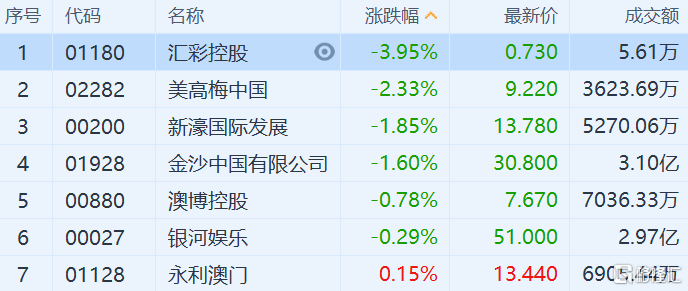 序号 代码 名称 涨跌幅 最新价 成交额
1 01180 汇彩控股 -3.95% 0.730 5.61万
2 02282 美高梅中国 -2.33% 9.220 3623.69万
3 00200 新濠国际发展 -1.85% 13.780 5270.06万
4 01928 金沙中国有限公司 -1.60% 30.800 3.10亿
5 00880 澳博控股 -0.78% 7.670 7036.33万
6 00027 银河娱乐 -0.29% 51.000 2.97亿
7 01128 永利澳门 0.15% 13.440 6905.44万